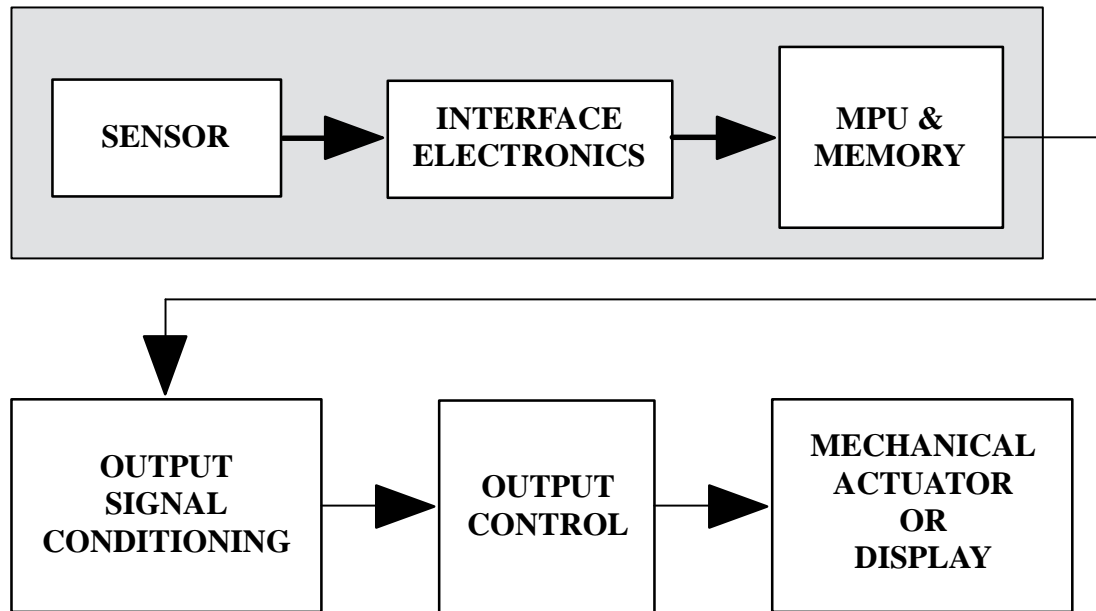 SENSOR
INTERFACE
ELECTRONICS
MPU &
MEMORY
OUTPUT
SIGNAL
CONDITIONING
OUTPUT
CONTROL
MECHANICAL
ACTUATOR
OR
DISPLAY